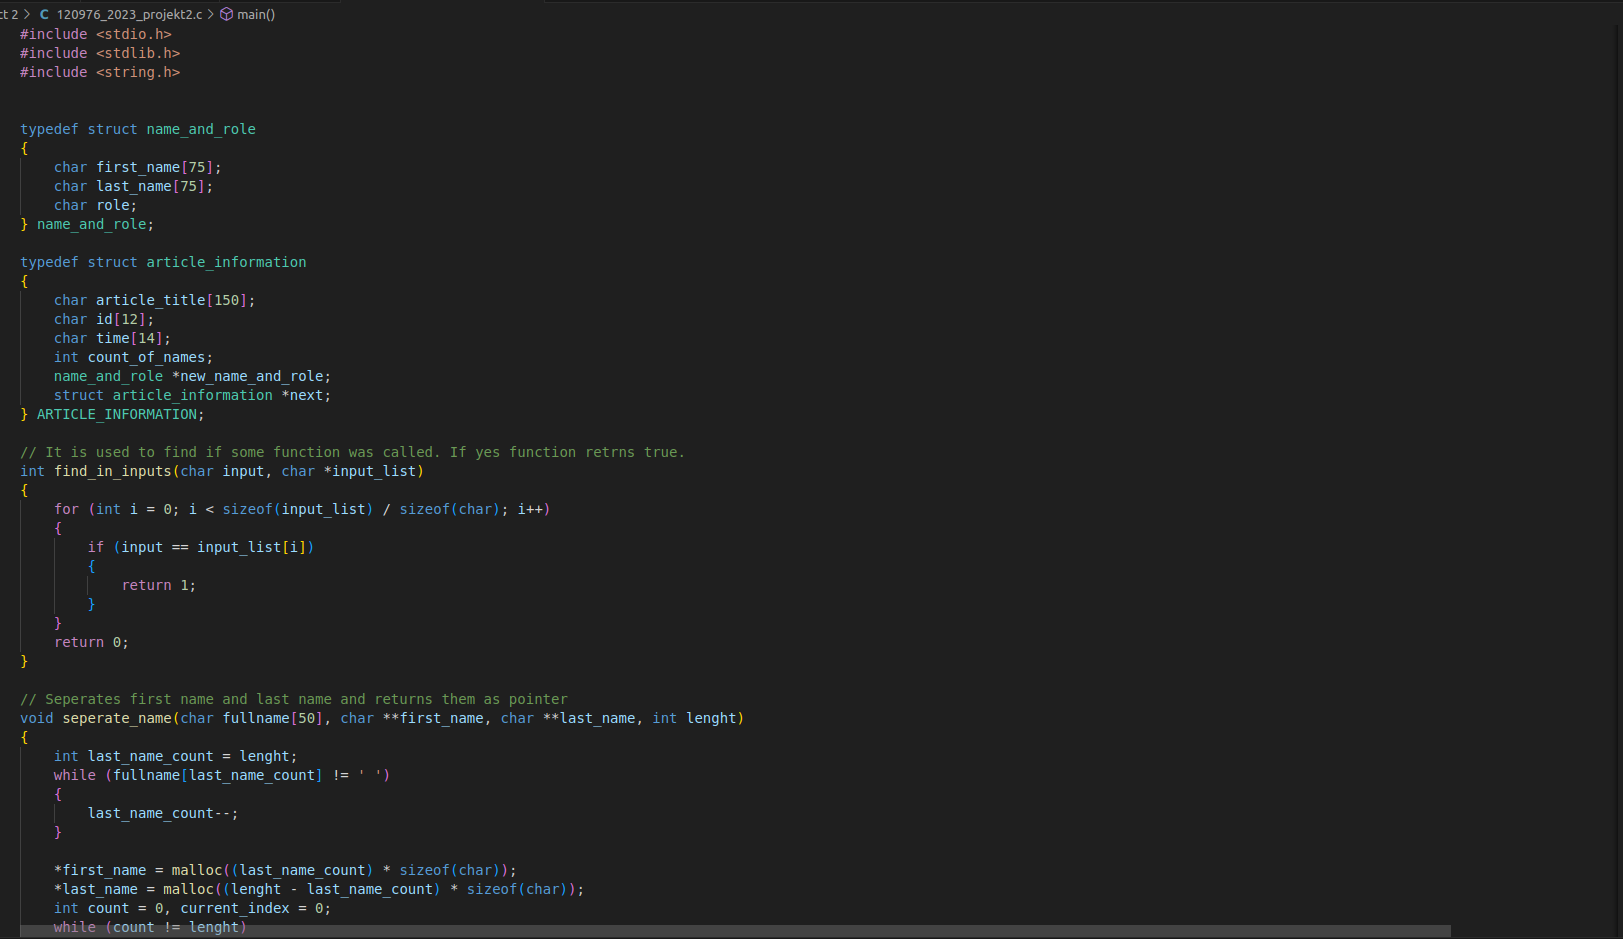 ct 2 > C 120976_2023_projekt2.c > main()
#include <stdio.h>
#include <stdlib.h>
#include <string.h>
typedef struct name_and_role
{
    char first_name[75];
    char last_name[75];
    char role;
} name_and_role;
typedef struct article_information
{
    char article_title[150];
    char id[12];
    char time[14];
    int count_of_names;
    name_and_role *new_name_and_role;
    struct article_information *next;
} ARTICLE_INFORMATION;
// It is used to find if some function was called. If yes function retrns true.
int find_in_inputs(char input, char *input_list)
{
    for (int i = 0; i < sizeof(input_list) / sizeof(char); i++)
    {
        if (input == input_list[i])
        {
            return 1;
        }
    }
    return 0;
}
// Seperates first name and last name and returns them as pointer
void seperate_name(char fullname[50], char **first_name, char **last_name, int lenght)
{
    int last_name_count = lenght;
    while (fullname[last_name_count] != ' ')
    {
        last_name_count--;
    }
    *first_name = malloc((last_name_count) * sizeof(char));
    *last_name = malloc((lenght - last_name_count) * sizeof(char));
    int count = 0, current_index = 0;
    while (count != lenght)